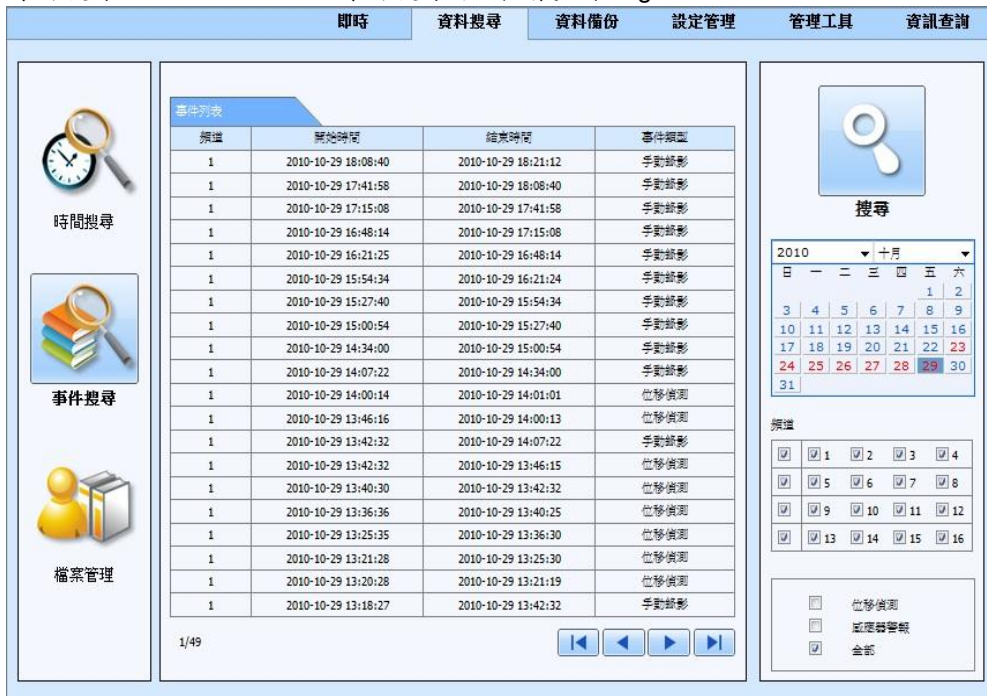 即時 資料搜尋 資料備份 設定管理 管理工具 資訊查詢
時間搜尋
事件搜尋
檔案管理
事件列表
頻道 開始時間 結束時間 事件類型
1 2010-10-29 18:08:40 2010-10-29 18:21:12 手動錄影
1 2010-10-29 17:41:58 2010-10-29 18:08:40 手動錄影
1 2010-10-29 17:15:08 2010-10-29 17:41:58 手動錄影
1 2010-10-29 16:48:14 2010-10-29 17:15:08 手動錄影
1 2010-10-29 16:21:25 2010-10-29 16:48:14 手動錄影
1 2010-10-29 15:54:34 2010-10-29 16:21:24 手動錄影
1 2010-10-29 15:27:40 2010-10-29 15:54:34 手動錄影
1 2010-10-29 15:00:54 2010-10-29 15:27:40 手動錄影
1 2010-10-29 14:34:00 2010-10-29 15:00:54 手動錄影
1 2010-10-29 14:07:22 2010-10-29 14:34:00 手動錄影
1 2010-10-29 14:00:14 2010-10-29 14:01:01 位移偵測
1 2010-10-29 13:46:16 2010-10-29 14:00:13 位移偵測
1 2010-10-29 13:42:32 2010-10-29 14:07:22 手動錄影
1 2010-10-29 13:42:32 2010-10-29 13:46:15 位移偵測
1 2010-10-29 13:40:30 2010-10-29 13:42:32 位移偵測
1 2010-10-29 13:36:36 2010-10-29 13:40:25 位移偵測
1 2010-10-29 13:25:35 2010-10-29 13:36:30 位移偵測
1 2010-10-29 13:21:28 2010-10-29 13:25:30 位移偵測
1 2010-10-29 13:20:28 2010-10-29 13:21:19 位移偵測
1 2010-10-29 13:18:27 2010-10-29 13:42:32 手動錄影
1/49
搜尋
2010 十月
日 一 二 三 四 五 六
1 2
3 4 5 6 7 8 9
10 11 12 13 14 15 16
17 18 19 20 21 22 23
24 25 26 27 28 29 30
31
頻道
1 2 3 4
5 6 7 8
9 10 11 12
13 14 15 16
位移偵測
感應器警報
全部